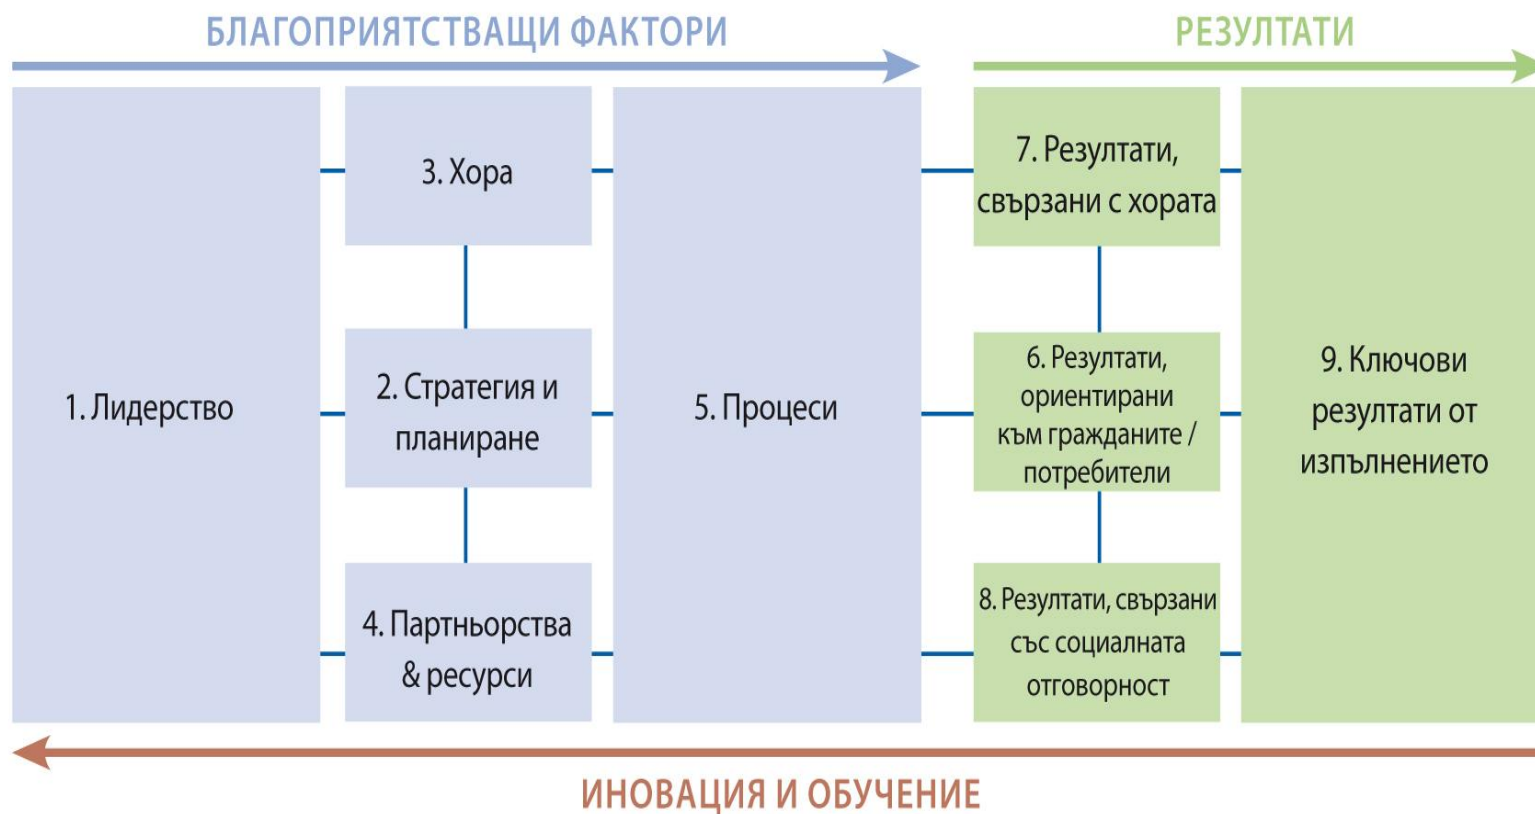 БЛАГОПРИЯТСТВАЩИ ФАКТОРИ
РЕЗУЛТАТИ
1. Лидерство
3. Хора
2. Стратегия и
планиране
4. Партньорства
& ресурси
5. Процеси
7. Резултати,
свързани с хората
6. Резултати,
ориентирани
към гражданите /
потребители
8. Резултати, свързани
със социалната
отговорност
9. Ключови
резултати от
изпълнението
ИНОВАЦИЯ И ОБУЧЕНИЕ